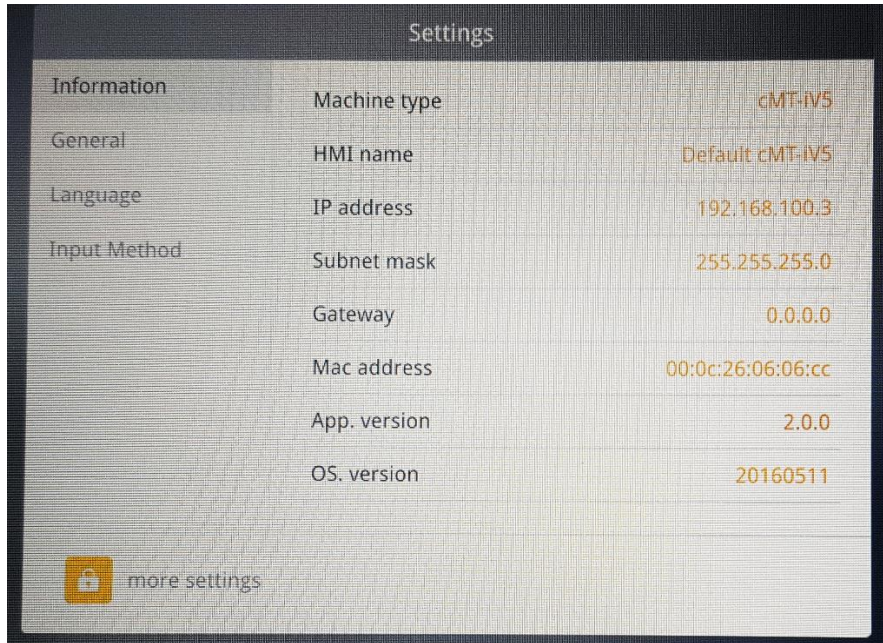 Settings
Information
General
Language
Input Method
Machine type cMT-iV5
HMI name Default cMT-iV5
IP address 192.168.100.3
Subnet mask 255.255.255.0
Gateway 0.0.0.0
Mac address 00:0c:26:06:06:cc
App. version 2.0.0
OS. version 20160511
more settings